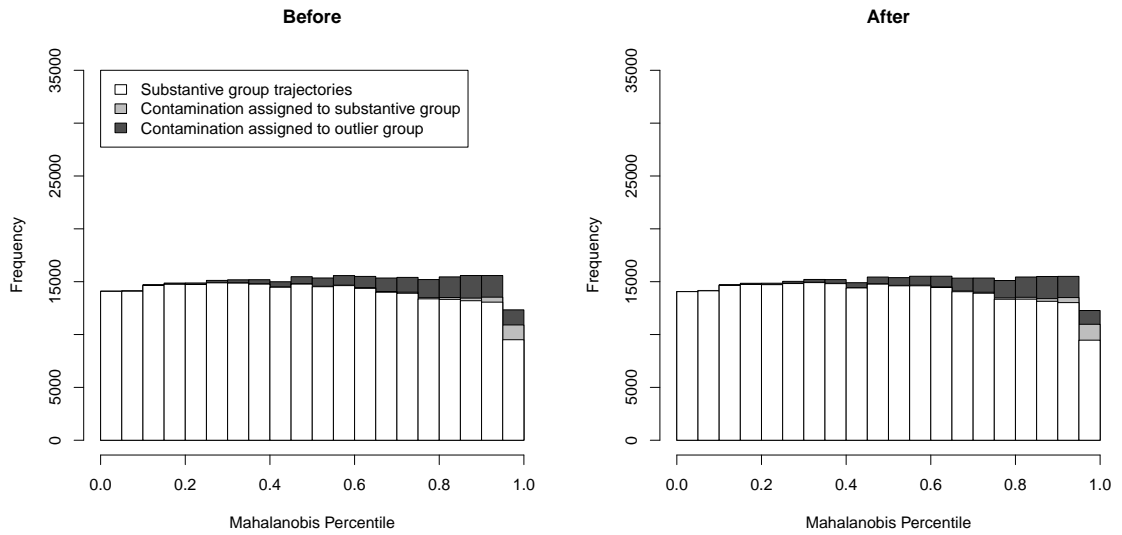 Before
35000
25000
15000
5000
0
Frequency
Substantive group trajectories
Contamination assigned to substantive group
Contamination assigned to outlier group
0.0 0.2 0.4 0.6 0.8 1.0
Mahalanobis Percentile
After
35000
25000
15000
5000
0
Frequency
0.0 0.2 0.4 0.6 0.8 1.0
Mahalanobis Percentile